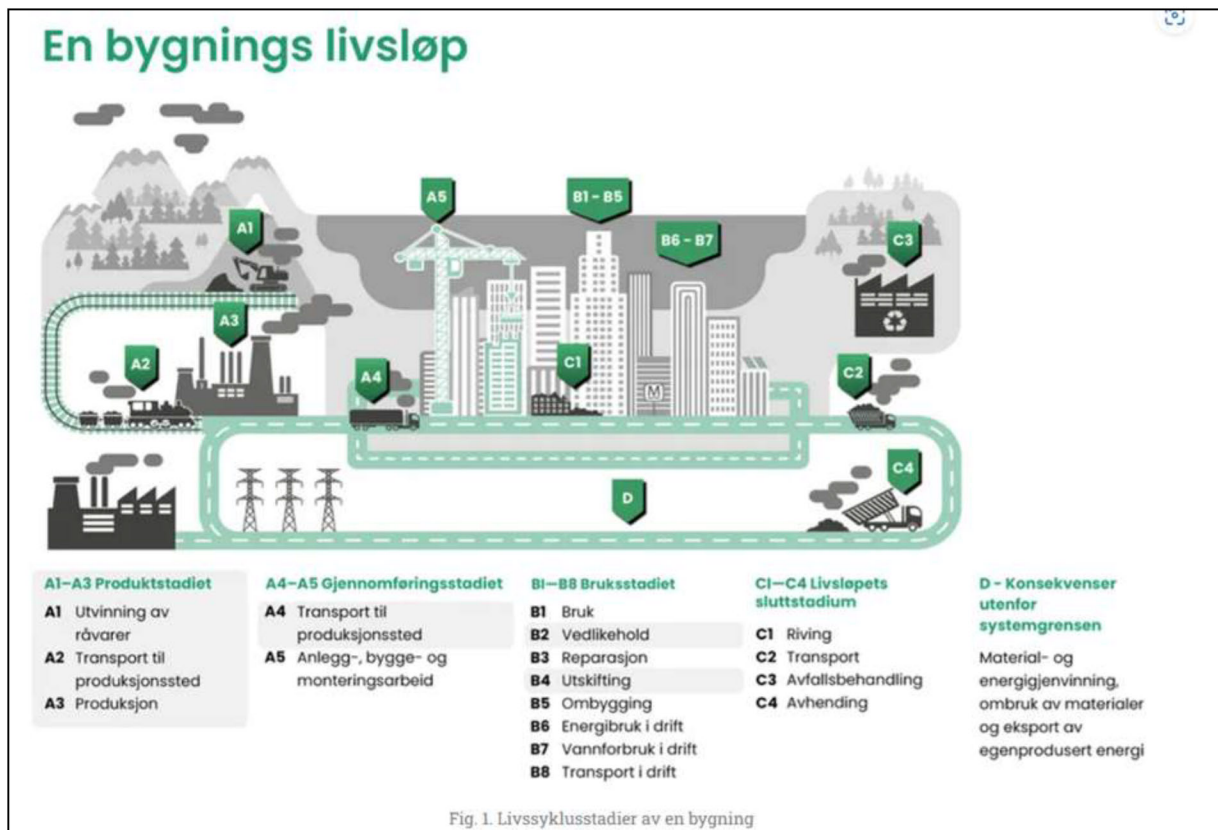 En bygnings livsløp
A5
B1 - B5
A1
B6 - B7
C3
A3
A2
A4
C1
C2
M
C4
D
A1–A3 Produktstadiet
A1 Utvinning av
råvarer
A2 Transport til
produksjonssted
A3 Produksjon
A4–A5 Gjennomføringsstadiet
A4 Transport til
produksjonssted
A5 Anlegg-, bygge- og
monteringsarbeid
BI—B8 Bruksstadiet
B1 Bruk
B2 Vedlikehold
B3 Reparasjon
B4 Utskifting
B5 Ombygging
B6 Energibruk i drift
B7 Vannforbruk i drift
B8 Transport i drift
CI—C4 Livsløpets
sluttstadium
C1 Riving
C2 Transport
C3 Avfallsbehandling
C4 Avhending
D - Konsekvenser
utenfor
systemgrensen
Material- og
energigjenvinning,
ombruk av materialer
og eksport av
egenprodusert energi
Fig. 1. Livssyklusstadier av en bygning